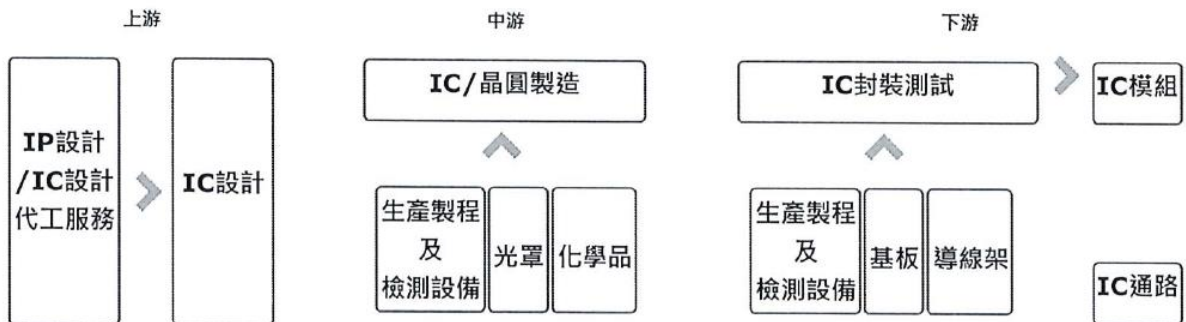 上游
中游
下游
IP設計
/IC設計
代工服務
IC設計
IC/晶圓製造
生產製程
及
檢測設備
光罩
化學品
IC封裝測試
生產製程
及
檢測設備
基板
導線架
IC模組
IC通路